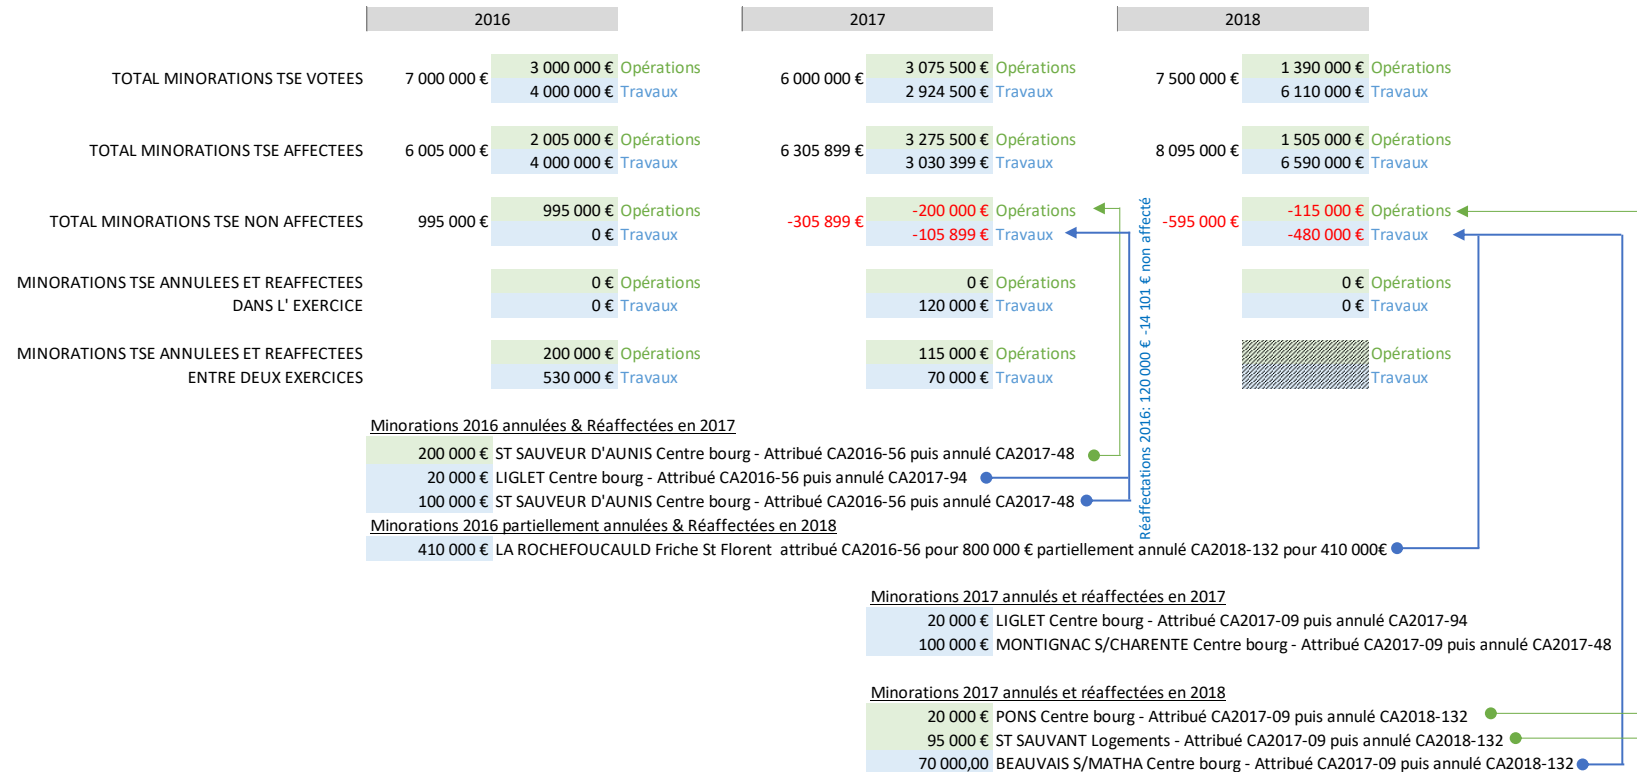 2016 2017 2018
3 000 000 € Opérations 3 075 500 € Opérations 1 390 000 € Opérations
TOTAL MINORATIONS TSE VOTEES 7 000 000 € 6 000 000 € 7 500 000 €
4 000 000 € Travaux 2 924 500 € Travaux 6 110 000 € Travaux
2 005 000 € Opérations 3 275 500 € Opérations 1 505 000 € Opérations
TOTAL MINORATIONS TSE AFFECTEES 6 005 000 € 6 305 899 € 8 095 000 €
4 000 000 € Travaux 3 030 399 € Travaux 6 590 000 € Travaux
995 000 € Opérations -200 000 € Opérations -115 000 € Opérations
TOTAL MINORATIONS TSE NON AFFECTEES 995 000 € -305 899 € -595 000 €
0 € Travaux -105 899 € Travaux -480 000 € Travaux
MINORATIONS TSE ANNULEES ET REAFFECTEES 0 € Opérations 0 € Opérations 0 € Opérations
DANS L' EXERCICE 0 € Travaux 120 000 € Travaux 0 € Travaux
MINORATIONS TSE ANNULEES ET REAFFECTEES 200 000 € Opérations 115 000 € Opérations Opérations
ENTRE DEUX EXERCICES 530 000 € Travaux 70 000 € Travaux Travaux
Réaffectations 2016: 120 000 € -14 101 € non affecté
Minorations 2016 annulées & Réaffectées en 2017
200 000 € ST SAUVEUR D'AUNIS Centre bourg - Attribué CA2016-56 puis annulé CA2017-48
20 000 € LIGLET Centre bourg - Attribué CA2016-56 puis annulé CA2017-94
100 000 € ST SAUVEUR D'AUNIS Centre bourg - Attribué CA2016-56 puis annulé CA2017-48
Minorations 2016 partiellement annulées & Réaffectées en 2018
410 000 € LA ROCHEFOUCAULD Friche St Florent attribué CA2016-56 pour 800 000 € partiellement annulé CA2018-132 pour 410 000€
Minorations 2017 annulés et réaffectées en 2017
20 000 € LIGLET Centre bourg - Attribué CA2017-09 puis annulé CA2017-94
100 000 € MONTIGNAC S/CHARENTE Centre bourg - Attribué CA2017-09 puis annulé CA2017-48
Minorations 2017 annulés et réaffectées en 2018
20 000 € PONS Centre bourg - Attribué CA2017-09 puis annulé CA2018-132
95 000 € ST SAUVANT Logements - Attribué CA2017-09 puis annulé CA2018-132
70 000,00 BEAUVAIS S/MATHA Centre bourg - Attribué CA2017-09 puis annulé CA2018-132